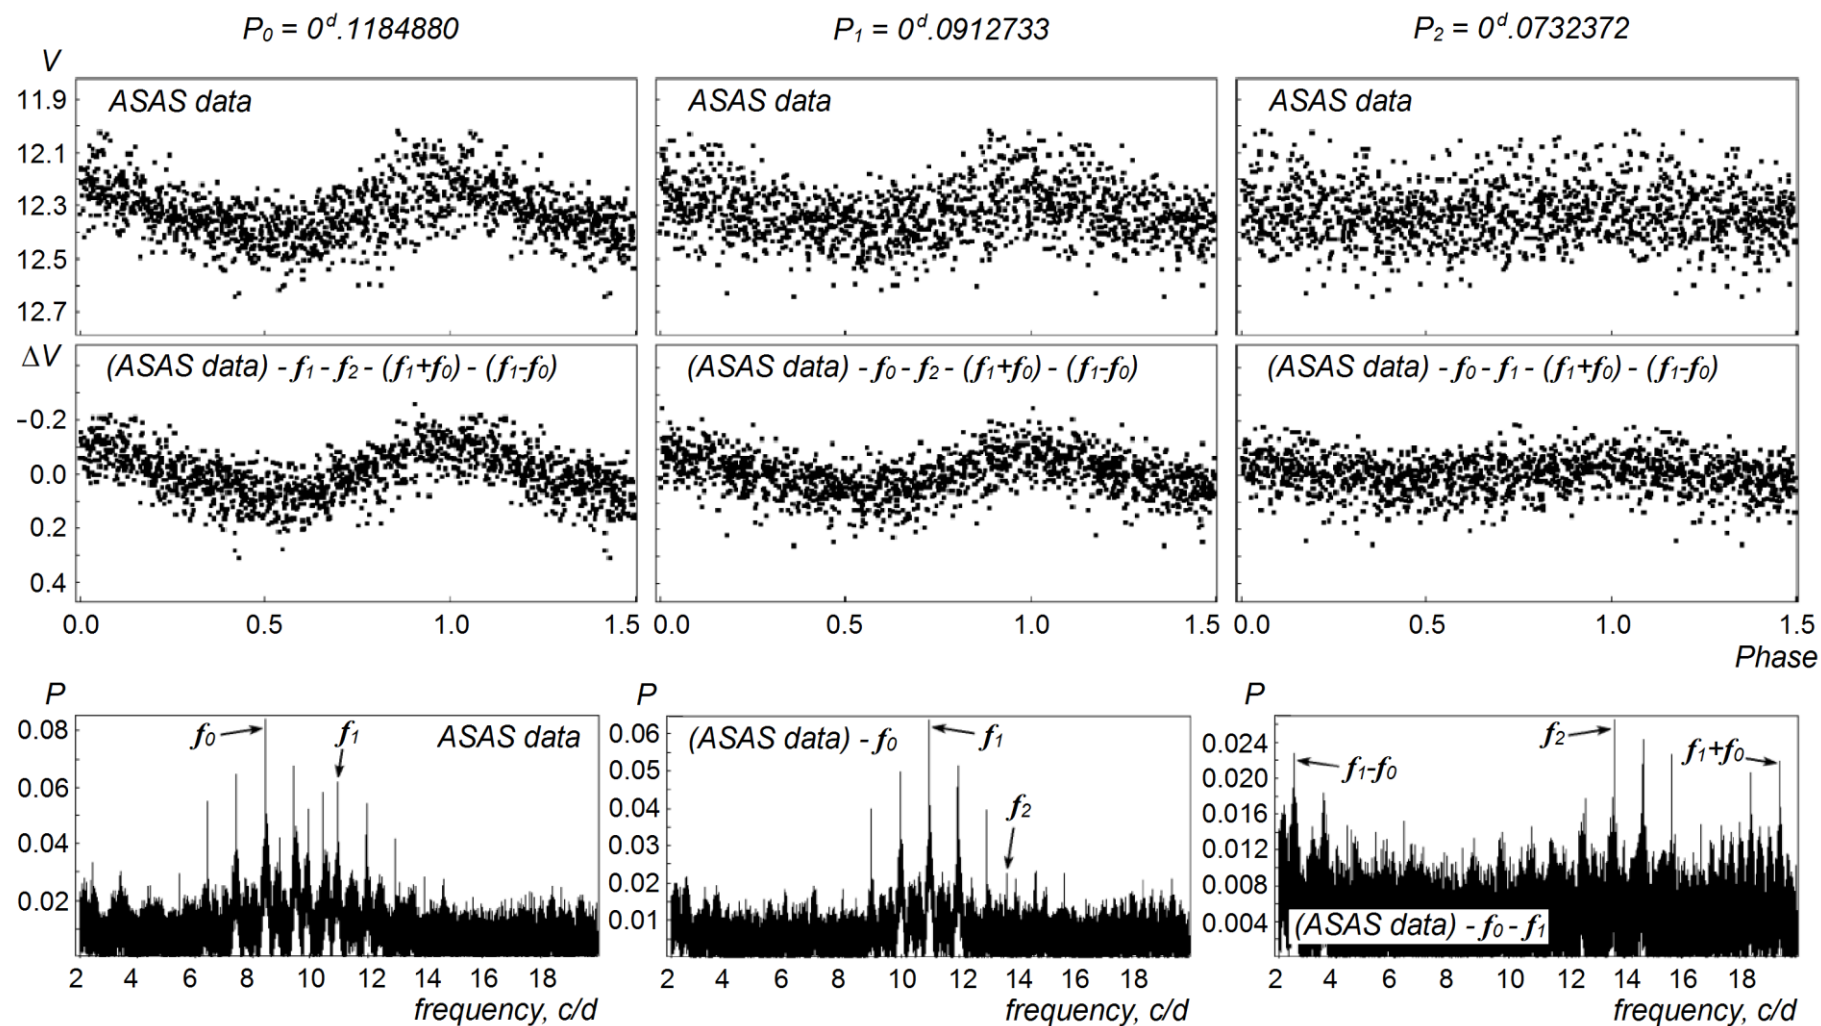 P₀ = 0ᵈ.1184880 P₁ = 0ᵈ.0912733 P₂ = 0ᵈ.0732372
V
ASAS data ASAS data ASAS data
11.9
12.1
12.3
12.5
12.7
ΔV
(ASAS data) - f₁ - f₂ - (f₁+f₀) - (f₁-f₀) (ASAS data) - f₀ - f₂ - (f₁+f₀) - (f₁-f₀) (ASAS data) - f₀ - f₁ - (f₁+f₀) - (f₁-f₀)
-0.2
0.0
0.2
0.4
0.0 0.5 1.0 1.5 0.0 0.5 1.0 1.5 0.0 0.5 1.0 1.5
Phase
P P P
f₀ f₁ ASAS data (ASAS data) - f₀ f₁ f₂ f₁-f₀ f₂ f₁+f₀
0.08 0.06 0.024
0.06 0.05 0.020
0.04 0.04 0.016
0.02 0.03 0.012
0.02 0.008
0.01 0.004
(ASAS data) - f₀ - f₁
2 4 6 8 10 12 14 16 18 2 4 6 8 10 12 14 16 18 2 4 6 8 10 12 14 16 18
frequency, c/d frequency, c/d frequency, c/d